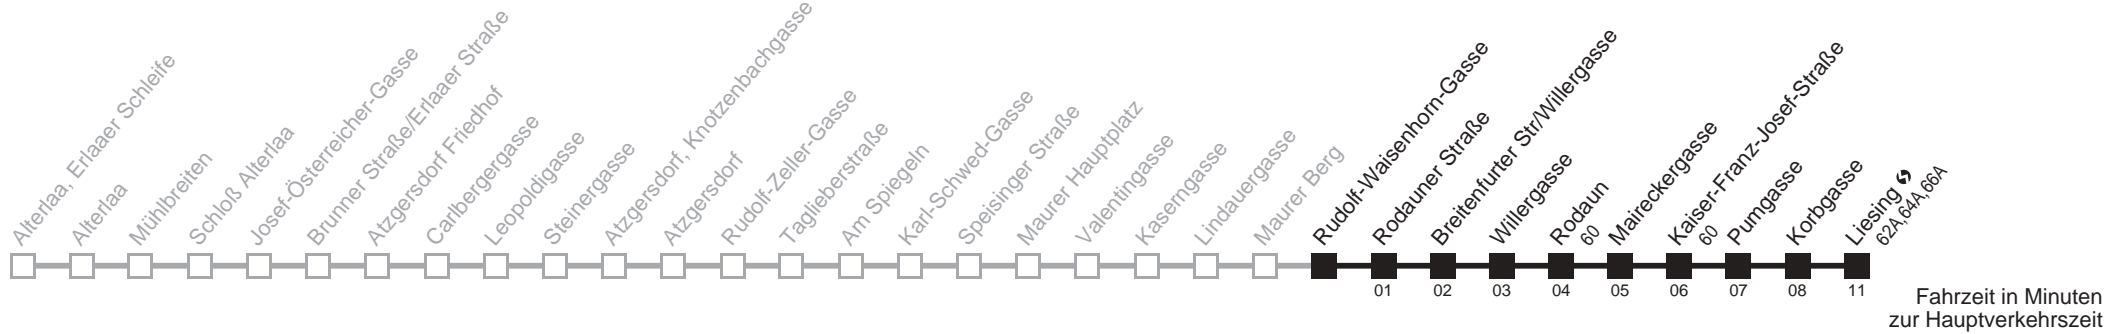 Alterlaa, Erlaaer Schleife
Alterlaa
Mühlbreiten
Schloß Alterlaa
Josef-Österreicher-Gasse
Brunner Straße/Erlaaer Straße
Atzgersdorf Friedhof
Carlbergergasse
Leopoldigasse
Steinergasse
Atzgersdorf, Knotzenbachgasse
Atzgersdorf
Rudolf-Zeller-Gasse
Taglieberstraße
Am Spiegeln
Karl-Schwed-Gasse
Speisinger Straße
Maurer Hauptplatz
Valentingasse
Kaserngasse
Lindauergasse
Maurer Berg
Rudolf-Waisenhorn-Gasse
Rodauner Straße
Breitenfurter Str/Willergasse
Willergasse
Rodaun
60
Maireckergasse
Kaiser-Franz-Josef-Straße
60
Pumgasse
Korbgasse
Liesing
62A,64A,66A
01 02 03 04 05 06 07 08 11
Fahrzeit in Minuten
zur Hauptverkehrszeit